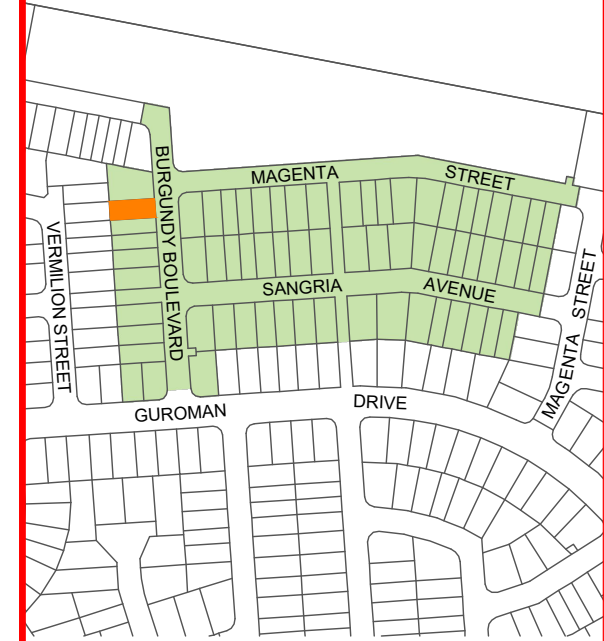 MAGENTA STREET
BURGUNDY BOULEVARD
VERMILION STREET
SANGRIA AVENUE
MAGENTA STREET
GUROMAN DRIVE